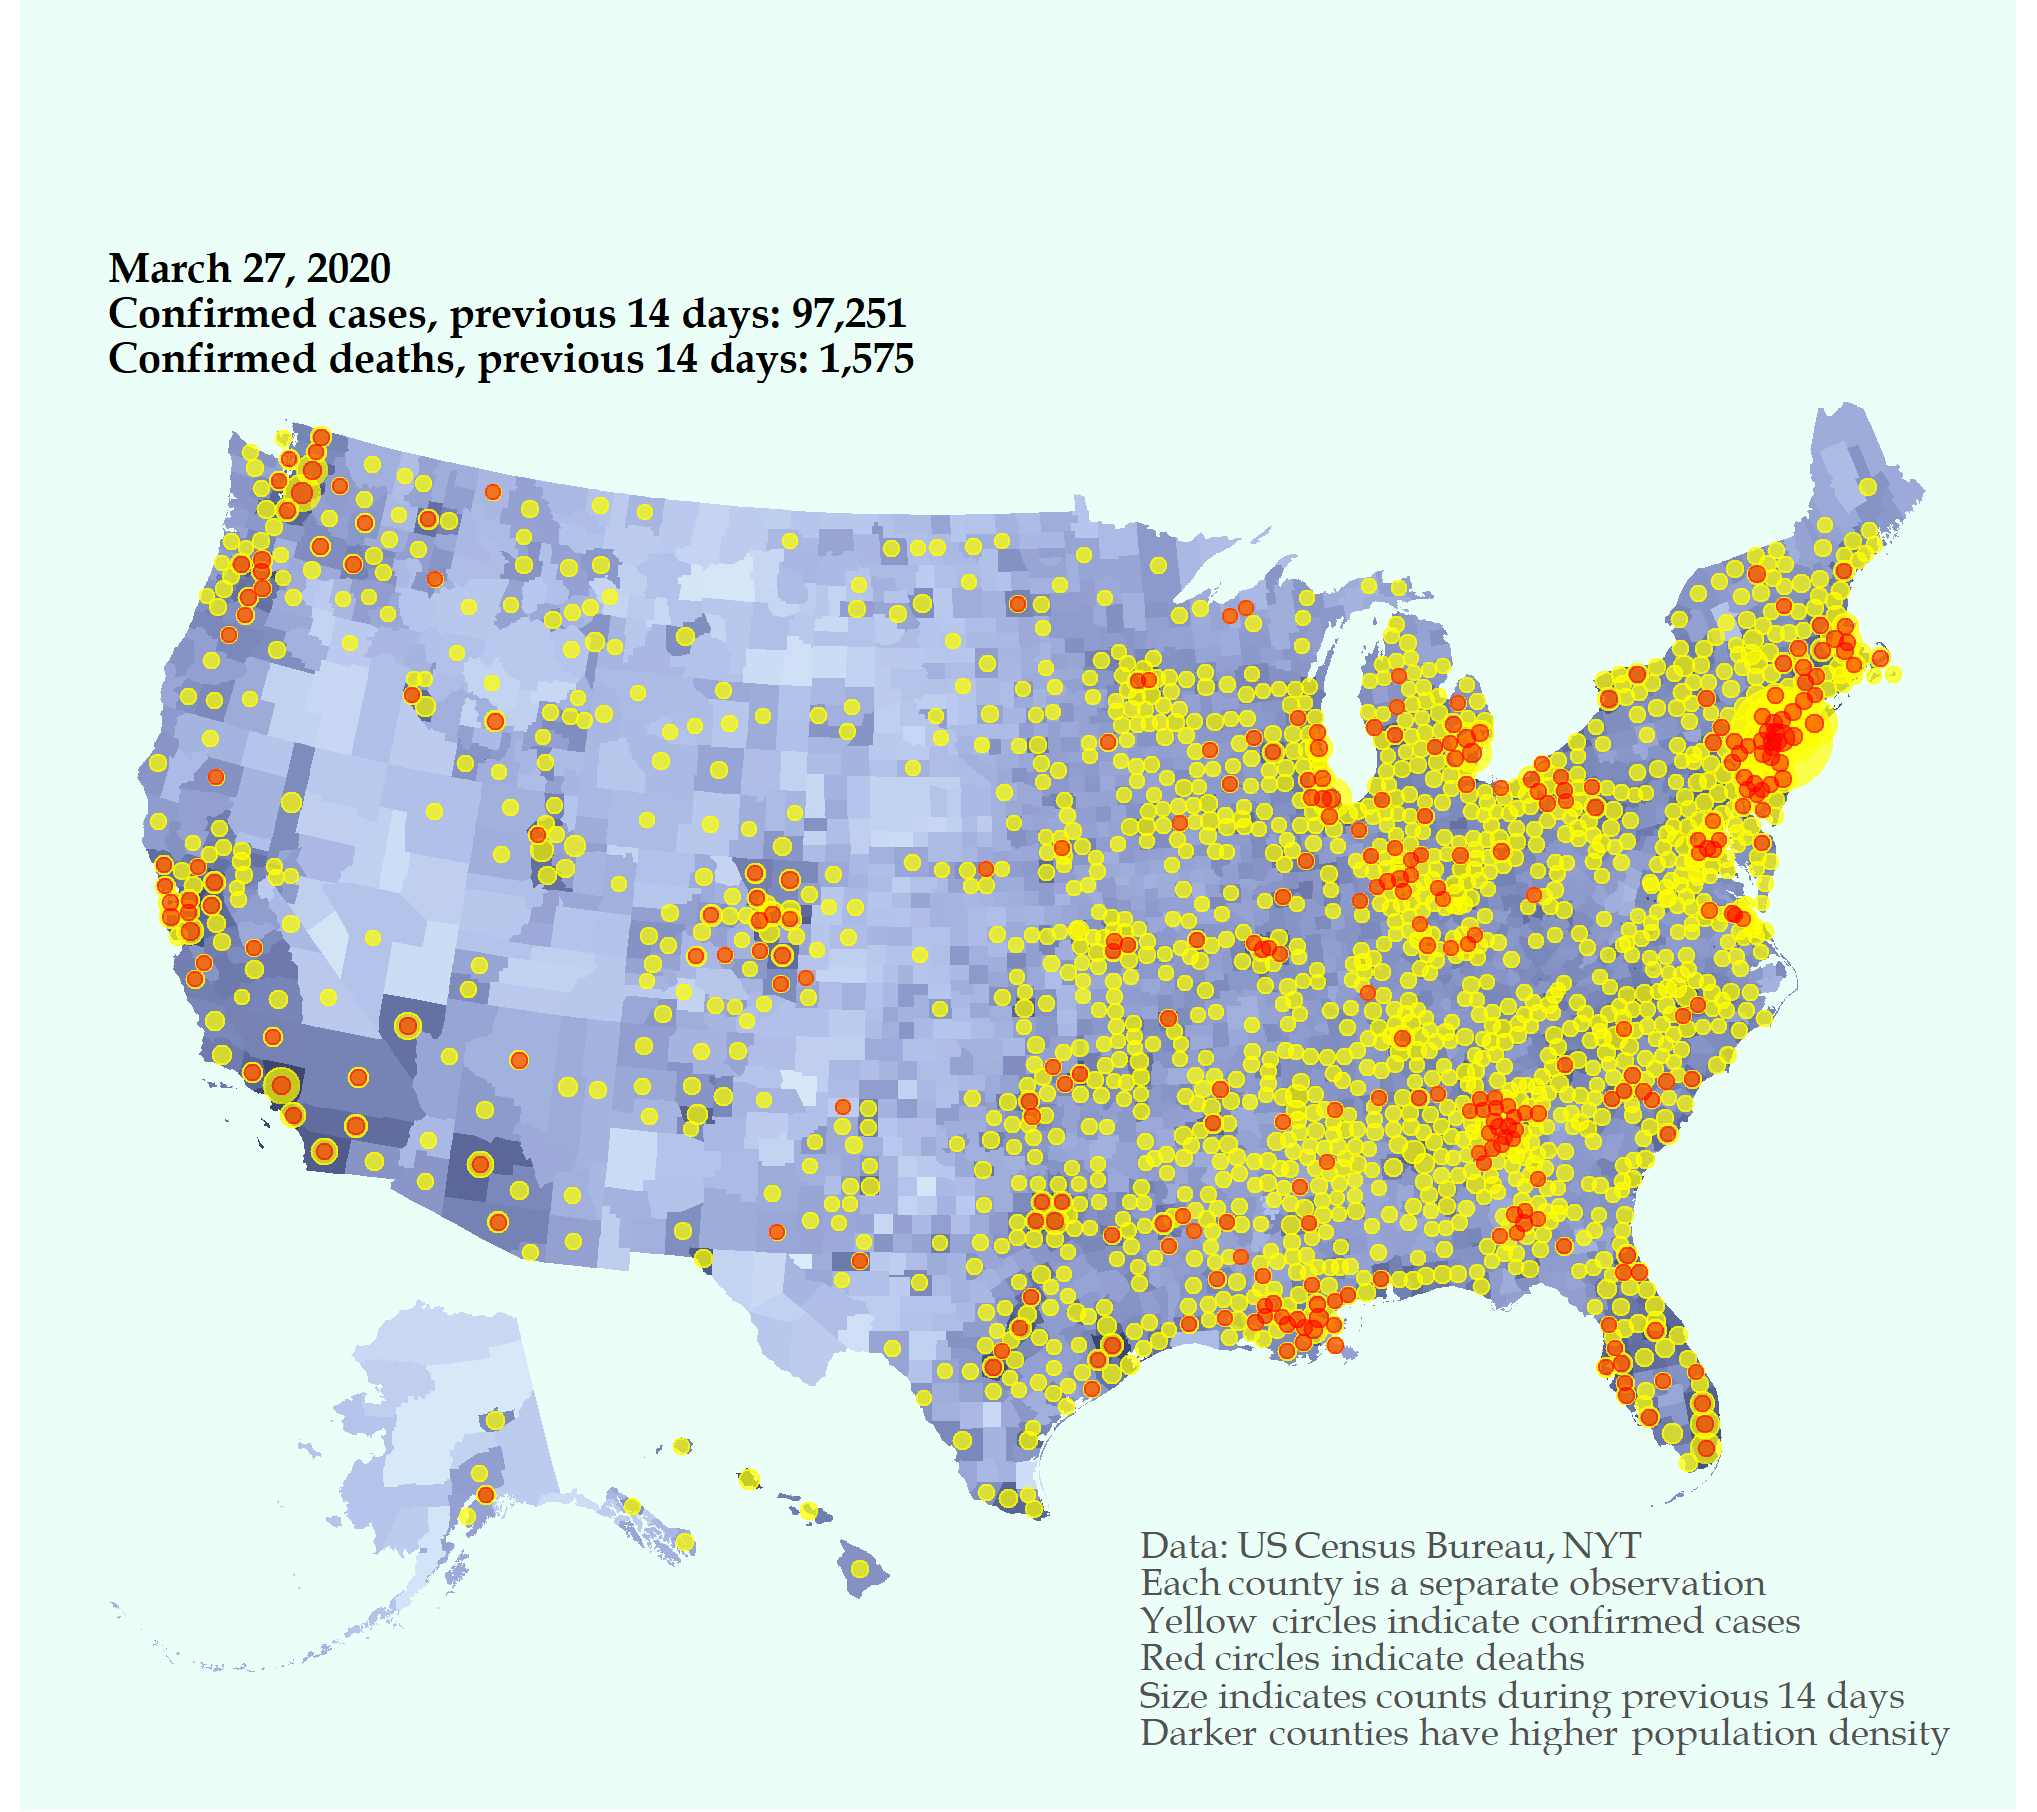 March 27, 2020
Confirmed cases, previous 14 days: 97,251
Confirmed deaths, previous 14 days: 1,575
Data: US Census Bureau, NYT
Each county is a separate observation
Yellow circles indicate confirmed cases
Red circles indicate deaths
Size indicates counts during previous 14 days
Darker counties have higher population density